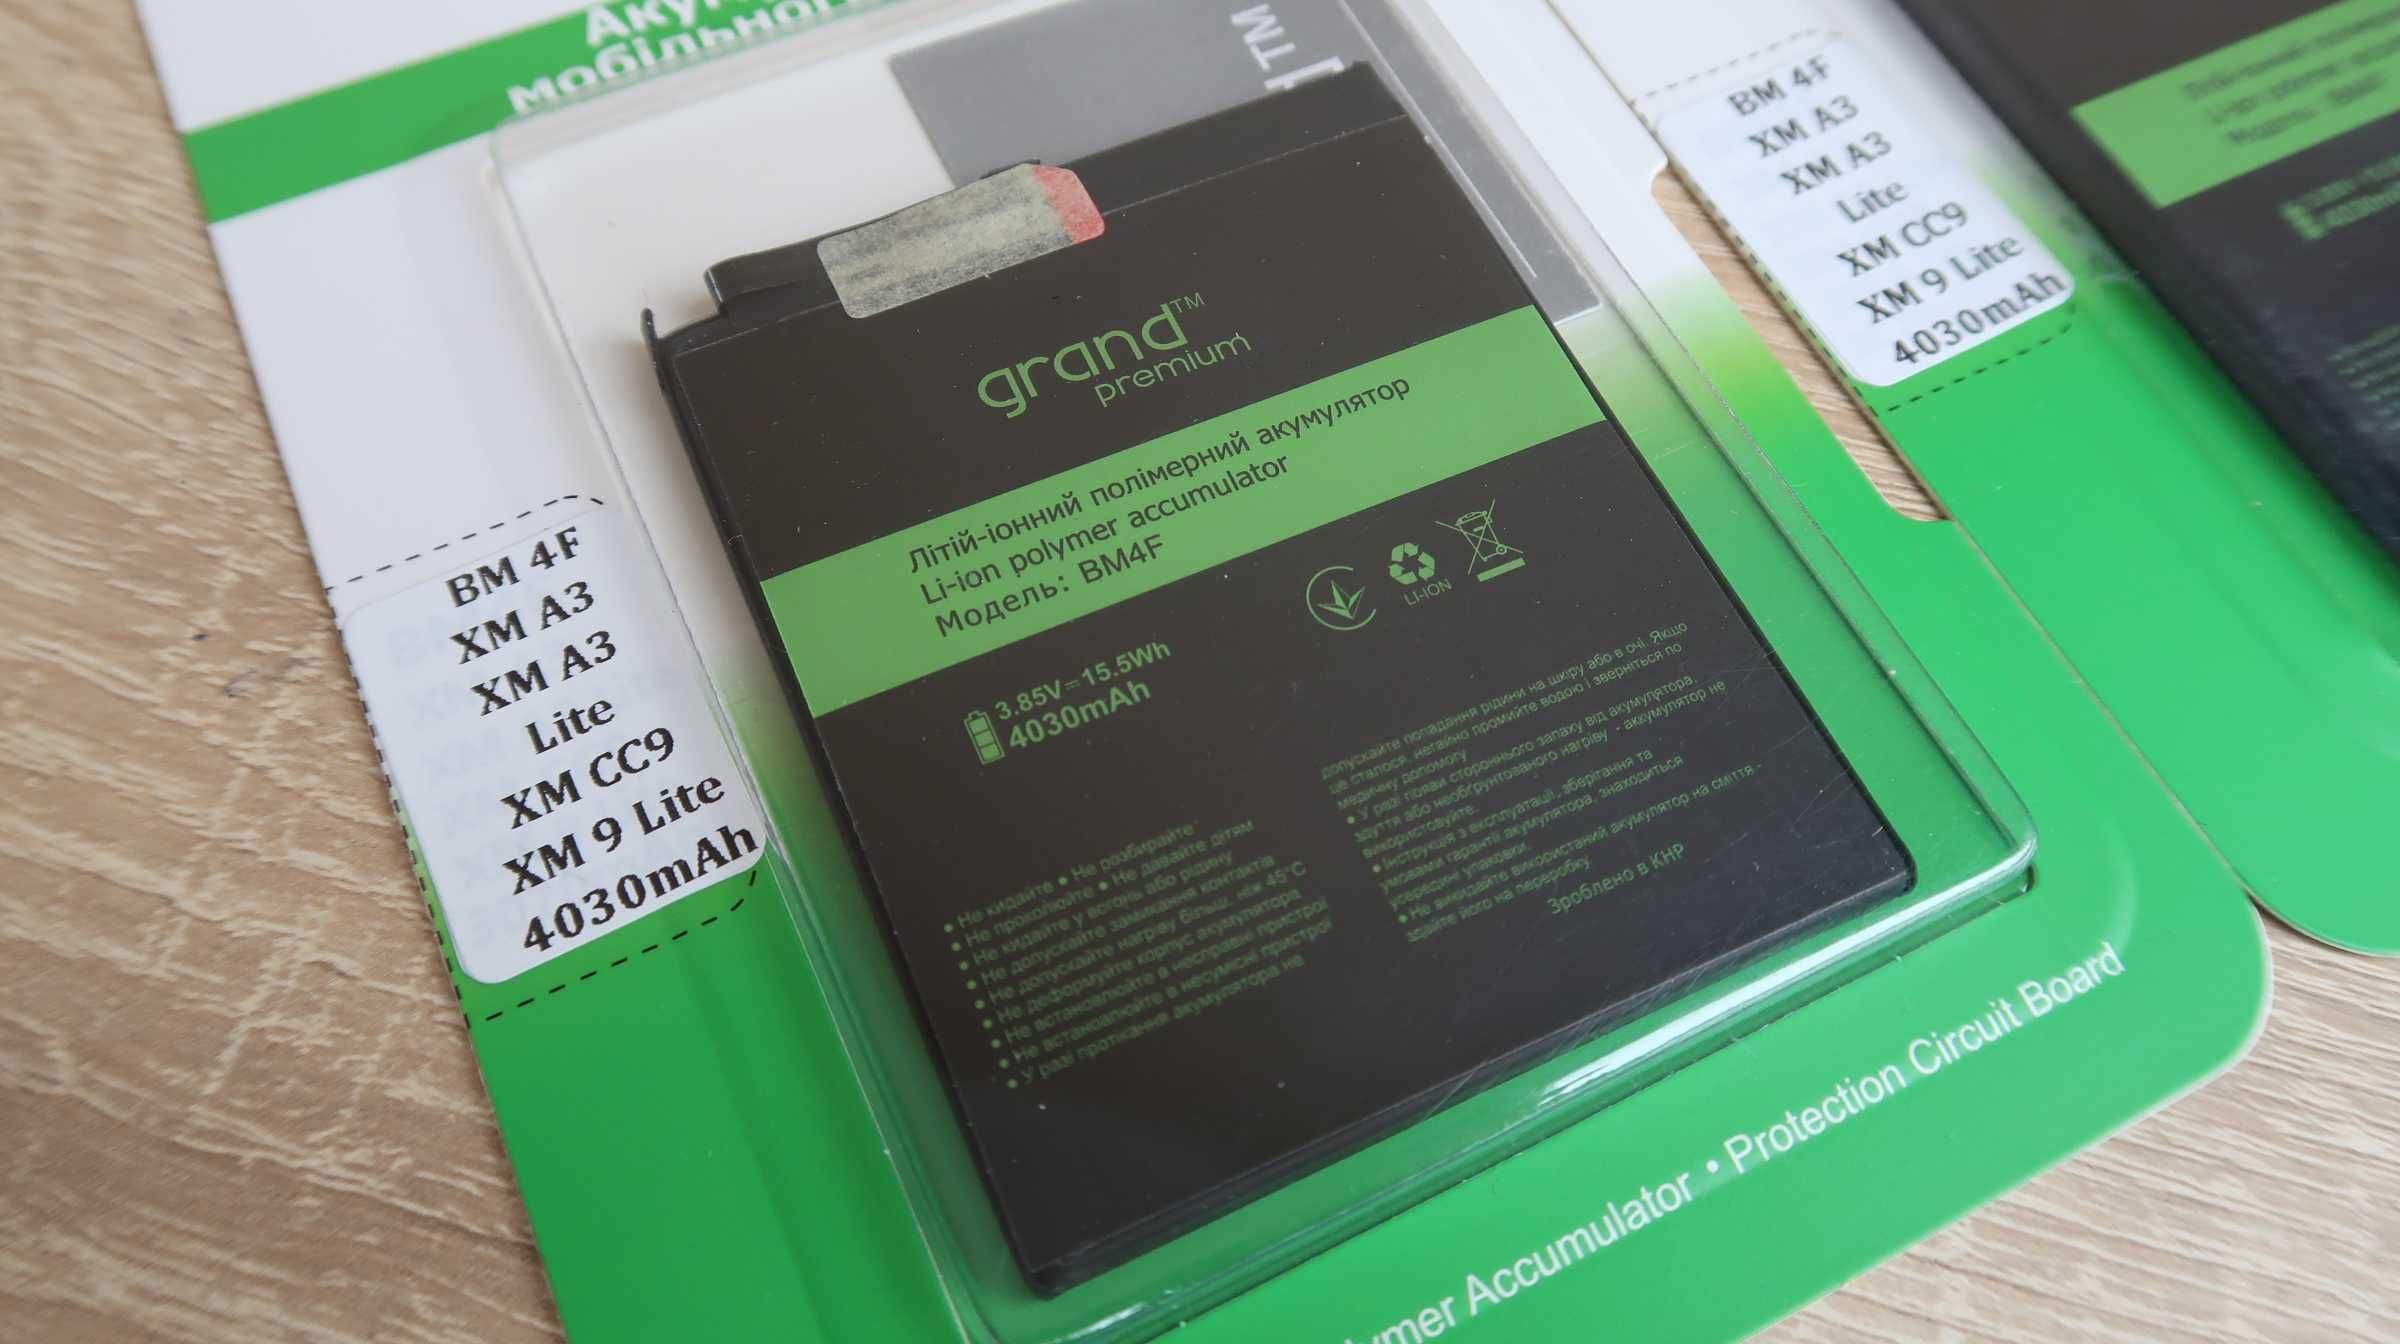 мобільног
TM
BM 4F
XM A3
XM A3
Lite
XM CC9
XM 9 Lite
4030mAh
grand™
premium
Літій-іонний полімерний акумулятор
Li-ion polymer accumulator
Модель: BM4F
3.85V = 15.5Wh
4030mAh
LI-ION
• Не кидайте • Не розбирайте
• Не проколюйте • Не давайте дітям
• Не кидайте у вогонь або рідину
• Не допускайте замикання контактів
• Не допускайте нагріву більш, ніж 45°C
• Не деформуйте корпус акумулятора
• Не встановлюйте в несправні пристрої
• Не встановлюйте в несумісні пристрої
• У разі протікання акумулятора не
допускайте попадання рідини на шкіру або в очі. Якщо
це сталося, негайно промийте водою і зверніться по
медичну допомогу
• У разі появи стороннього запаху від акумулятора,
здуття або необґрунтованого нагріву - аккумулятор не
використовуйте.
• Інструкція з експлуатації, зберігання та
умовами гарантії акумулятора, знаходиться
усередині упаковки.
• Не викидайте використаний акумулятор на сміття -
здайте його на переробку.
Зроблено в КНР
Accumulator • Protection Circuit Board
BM 4F
XM A3
XM A3
Lite
XM CC9
XM 9 Lite
4030mAh